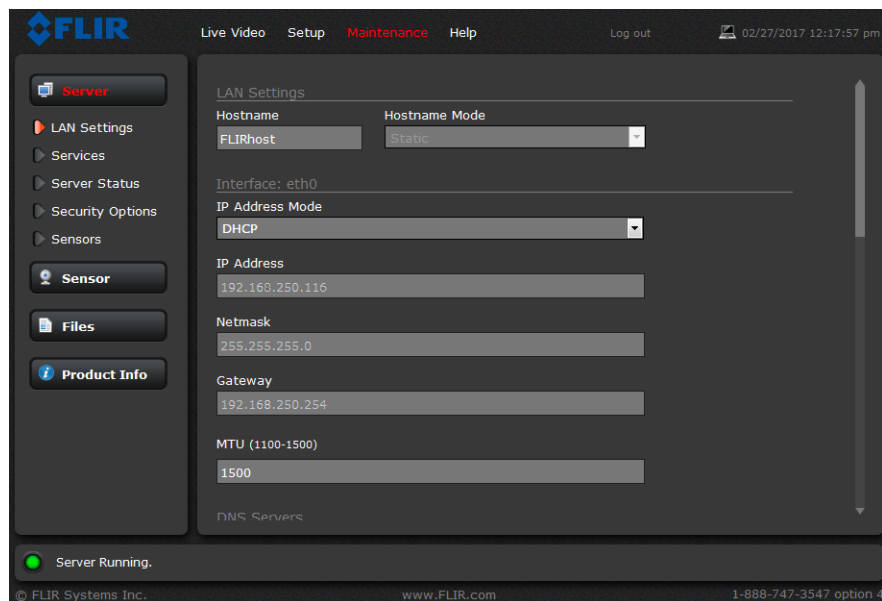 FLIR
Live Video Setup Maintenance Help Log out 02/27/2017 12:17:57 pm
Server
LAN Settings
Services
Server Status
Security Options
Sensors
Sensor
Files
Product Info
LAN Settings
Hostname Hostname Mode
FLIRhost Static
Interface: eth0
IP Address Mode
DHCP
IP Address
192.168.250.116
Netmask
255.255.255.0
Gateway
192.168.250.254
MTU (1100-1500)
1500
DNS Servers
Server Running.
© FLIR Systems Inc. www.FLIR.com 1-888-747-3547 option 4